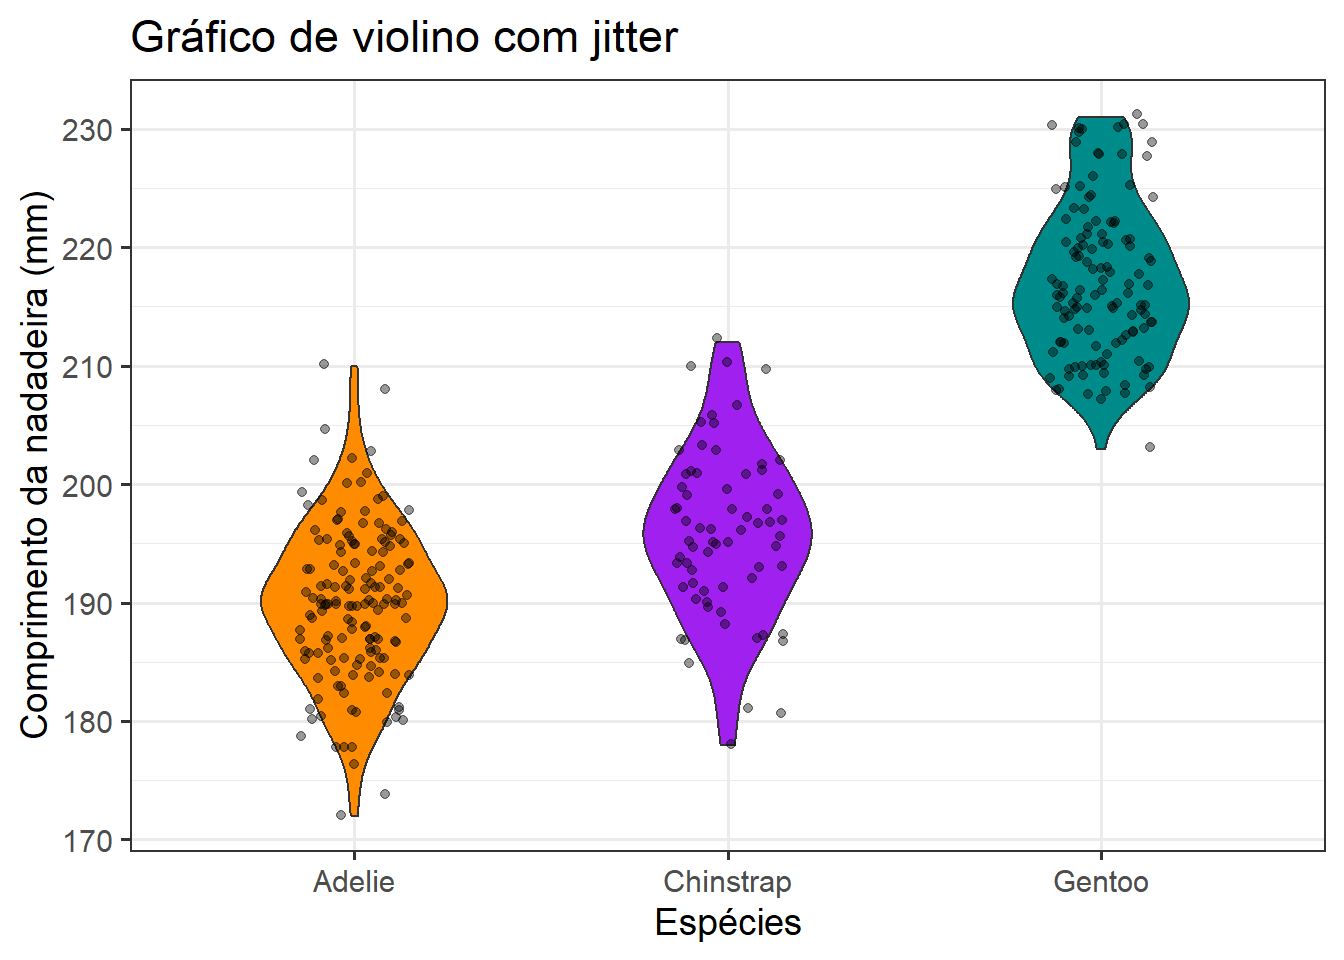 Gráfico de violino com jitter
Comprimento da nadadeira (mm)
230
220
210
200
190
180
170
Adelie
Chinstrap
Gentoo
Espécies